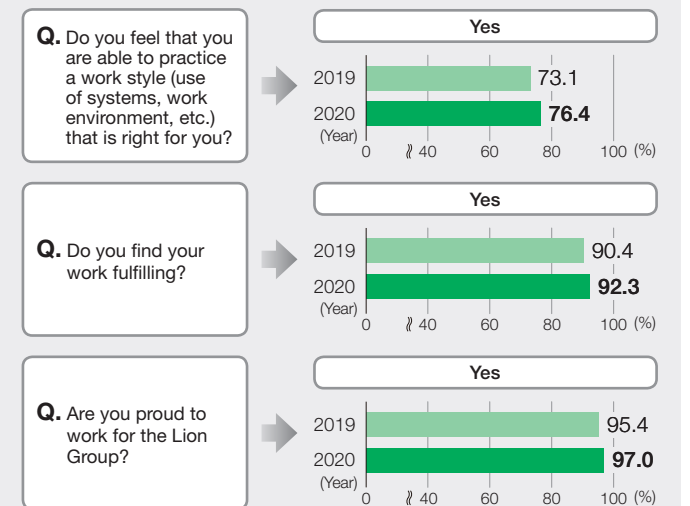 Q. Do you feel that you
are able to practice
a work style (use
of systems, work
environment, etc.)
that is right for you?
Yes
2019 73.1
2020 76.4
(Year)
0 40 60 80 100 (%)
Q. Do you find your
work fulfilling?
Yes
2019 90.4
2020 92.3
(Year)
0 40 60 80 100 (%)
Q. Are you proud to
work for the Lion
Group?
Yes
2019 95.4
2020 97.0
(Year)
0 40 60 80 100 (%)